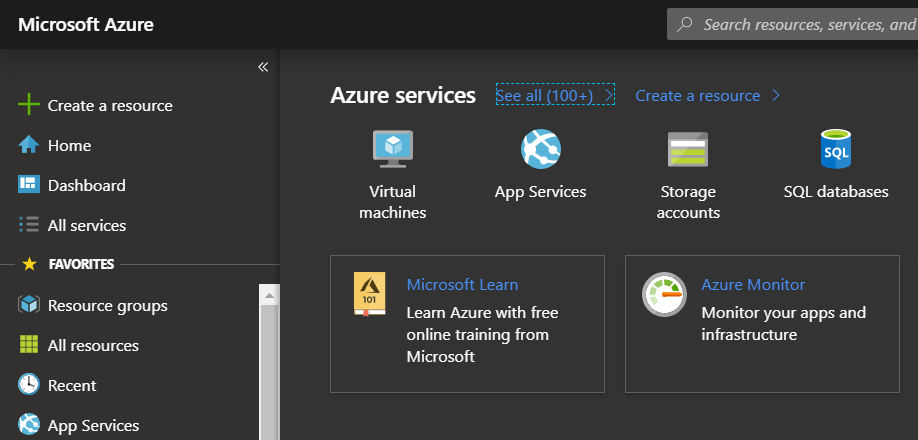 Microsoft Azure
Search resources, services, and
«
Create a resource
Home
Dashboard
All services
FAVORITES
Resource groups
All resources
Recent
App Services
Azure services
See all (100+) >
Create a resource >
Virtual
machines
App Services
Storage
accounts
SQL
SQL databases
101
Microsoft Learn
Learn Azure with free
online training from
Microsoft
Azure Monitor
Monitor your apps and
infrastructure